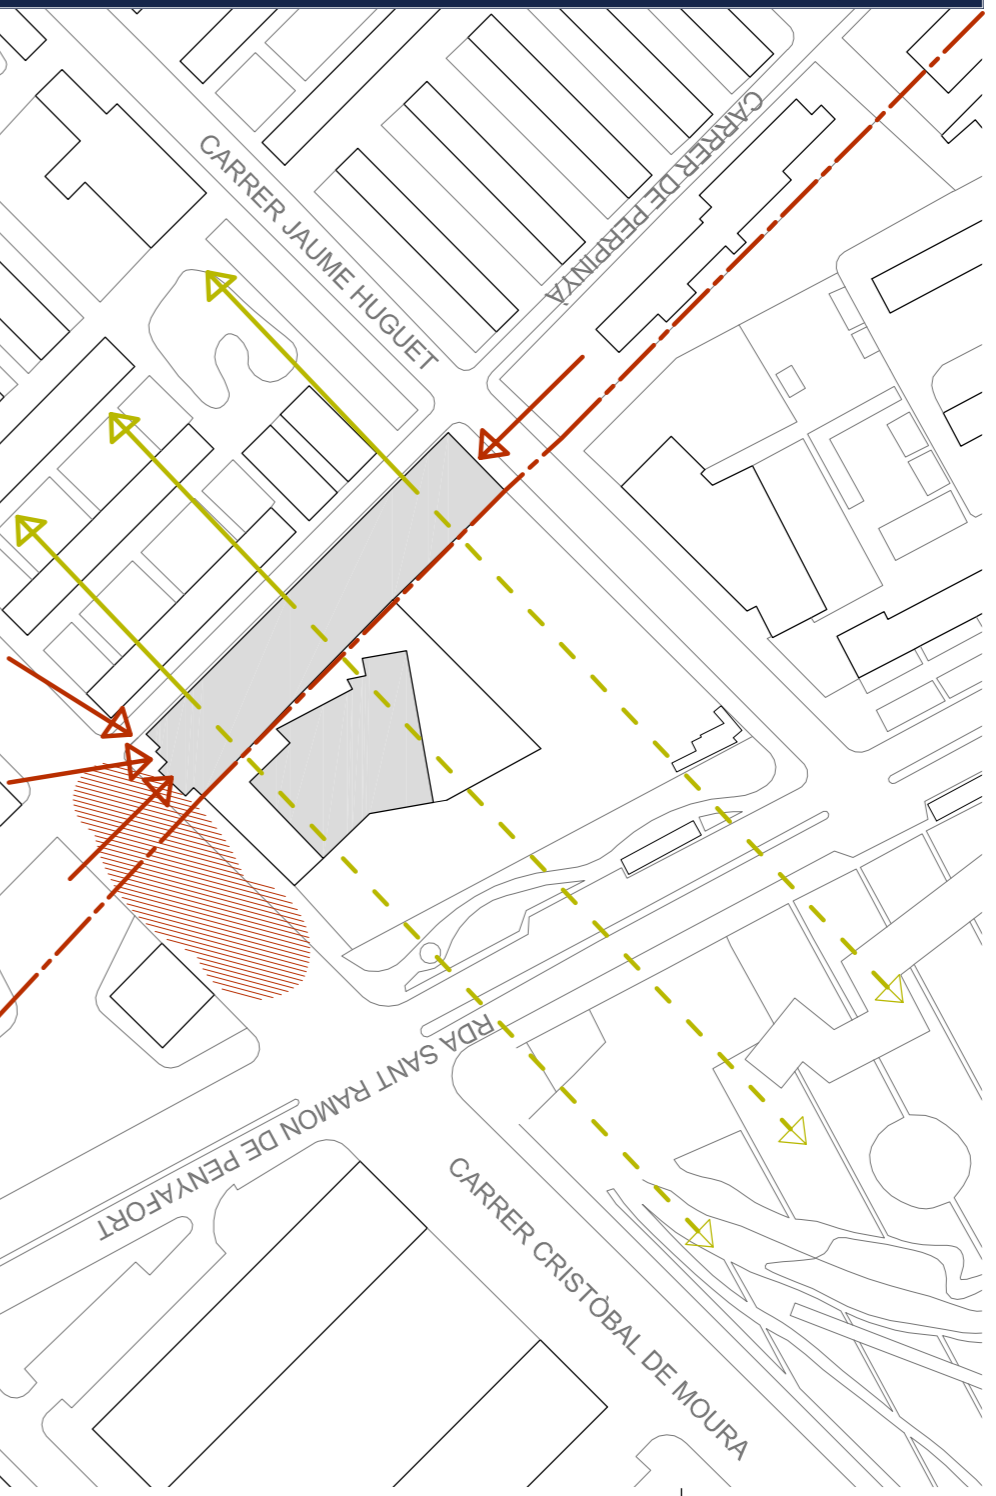 CARRER JAUME HUGUET
CARRER DE PERPINYÀ
RDA SANT RAMON DE PENYAFORT
CARRER CRISTÒBAL DE MOURA